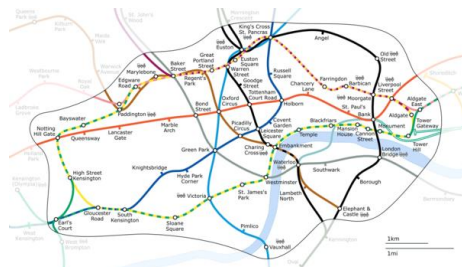 King's Cross
St. Pancras
Euston
Angel
Great
Portland
Street
Baker
Street
Marylebone
Regent's
Park
Euston
Square
Warren
Street
Goodge
Street
Russell
Square
Old
Street
Edgware
Road
Farringdon
Barbican
Liverpool
Street
Moorgate
Paddington
Tottenham
Court Road
Chancery
Lane
St. Paul's
Bank
Aldgate
East
Aldgate
Bayswater
Bond
Street
Oxford
Circus
Holborn
Tower
Gateway
Notting
Hill Gate
Queensway
Lancaster
Gate
Marble
Arch
Picadilly
Circus
Covent
Garden
Leicester
Square
Blackfriars
Mansion
House
Cannon
Street
Monument
Temple
Tower
Hill
Green Park
Charing
Cross
Embankment
London
Bridge
Waterloo
High Street
Kensington
Knightsbridge
Hyde Park
Corner
Westminster
Southwark
St. James's
Park
Lambeth
North
Borough
Victoria
Earl's
Court
Gloucester
Road
South
Kensington
Sloane
Square
Pimlico
Elephant &
Castle
Vauxhall
1km
1mi